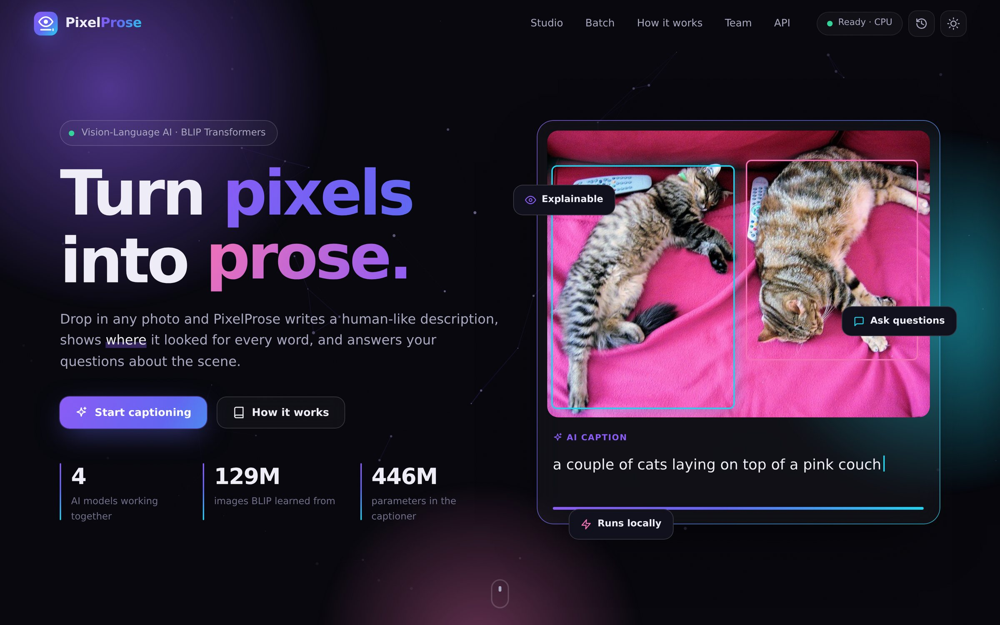 PixelProse
Studio
Batch
How it works
Team
API
Ready · CPU
Vision-Language AI · BLIP Transformers
Turn pixels
into prose.
Drop in any photo and PixelProse writes a human-like description,
shows where it looked for every word, and answers your
questions about the scene.
Start captioning
How it works
4
AI models working
together
129M
images BLIP learned from
446M
parameters in the
captioner
Explainable
Ask questions
AI CAPTION
a couple of cats laying on top of a pink couch
Runs locally